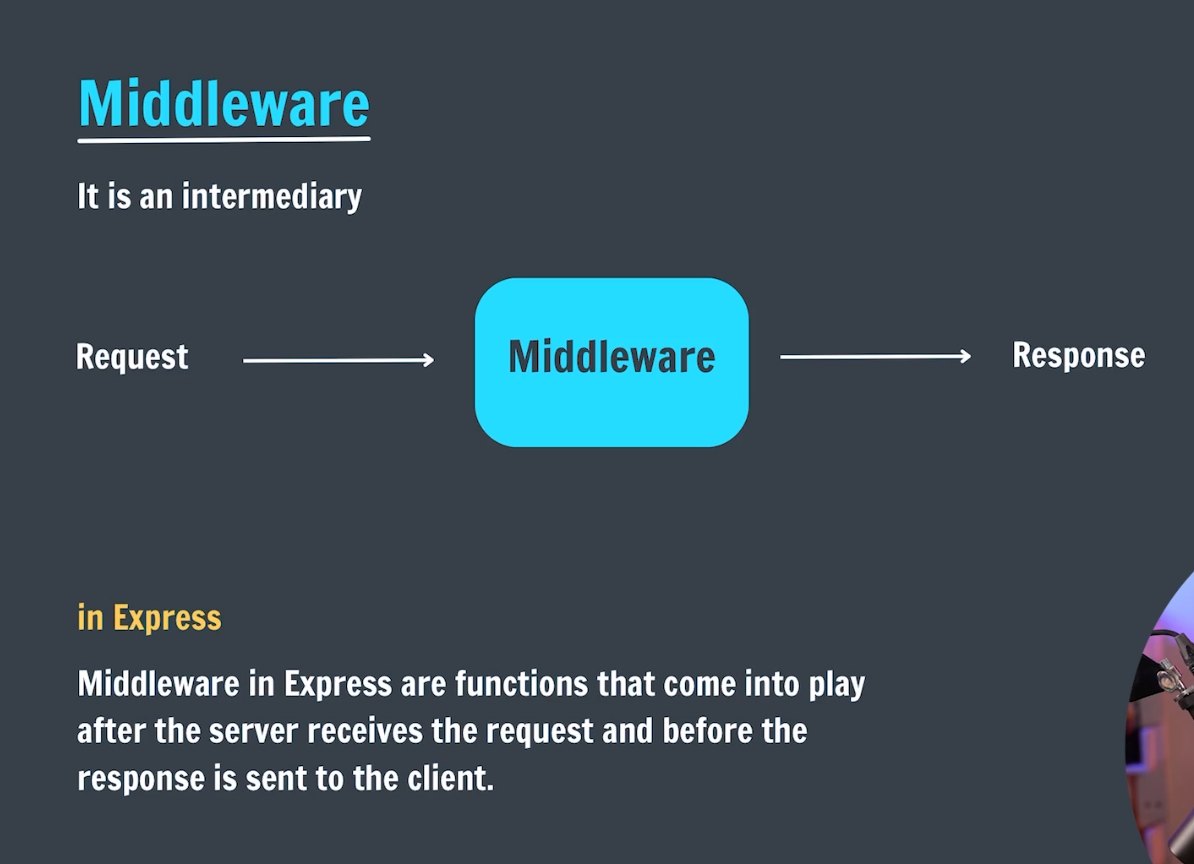 Middleware
It is an intermediary
Request
Middleware
Response
in Express
Middleware in Express are functions that come into play
after the server receives the request and before the
response is sent to the client.